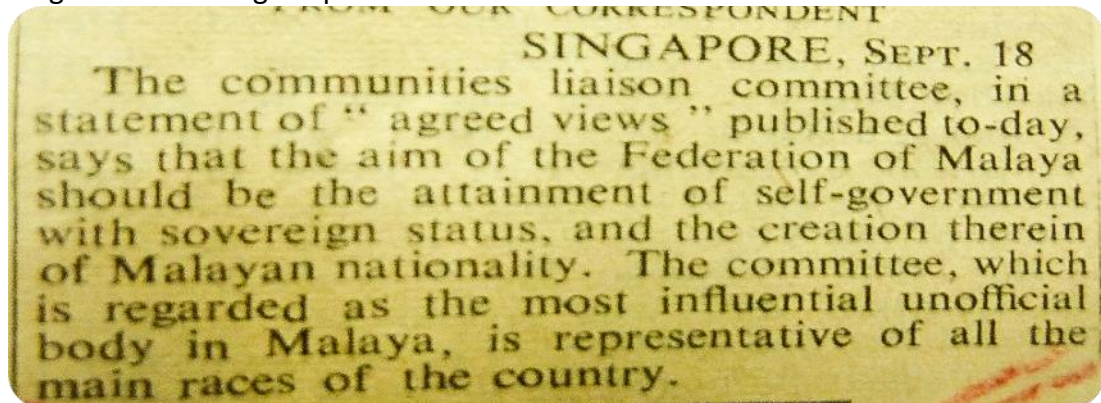 FROM OUR CORRESPONDENT
SINGAPORE, SEPT. 18
The communities liaison committee, in a
statement of “ agreed views ” published to-day,
says that the aim of the Federation of Malaya
should be the attainment of self-government
with sovereign status, and the creation therein
of Malayan nationality. The committee, which
is regarded as the most influential unofficial
body in Malaya, is representative of all the
main races of the country.